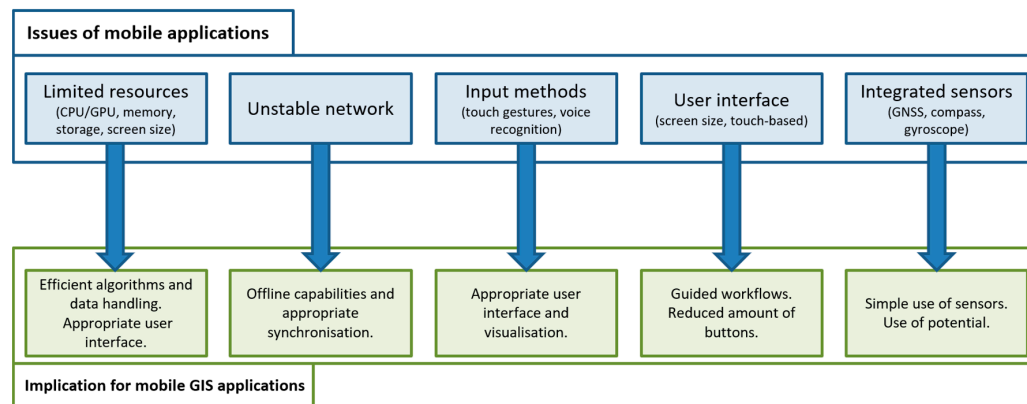 Issues of mobile applications
Limited resources
(CPU/GPU, memory,
storage, screen size)
Unstable network
Input methods
(touch gestures, voice
recognition)
User interface
(screen size, touch-based)
Integrated sensors
(GNSS, compass,
gyroscope)
Efficient algorithms and
data handling.
Appropriate user
interface.
Offline capabilities and
appropriate
synchronisation.
Appropriate user
interface and
visualisation.
Guided workflows.
Reduced amount of
buttons.
Simple use of sensors.
Use of potential.
Implication for mobile GIS applications